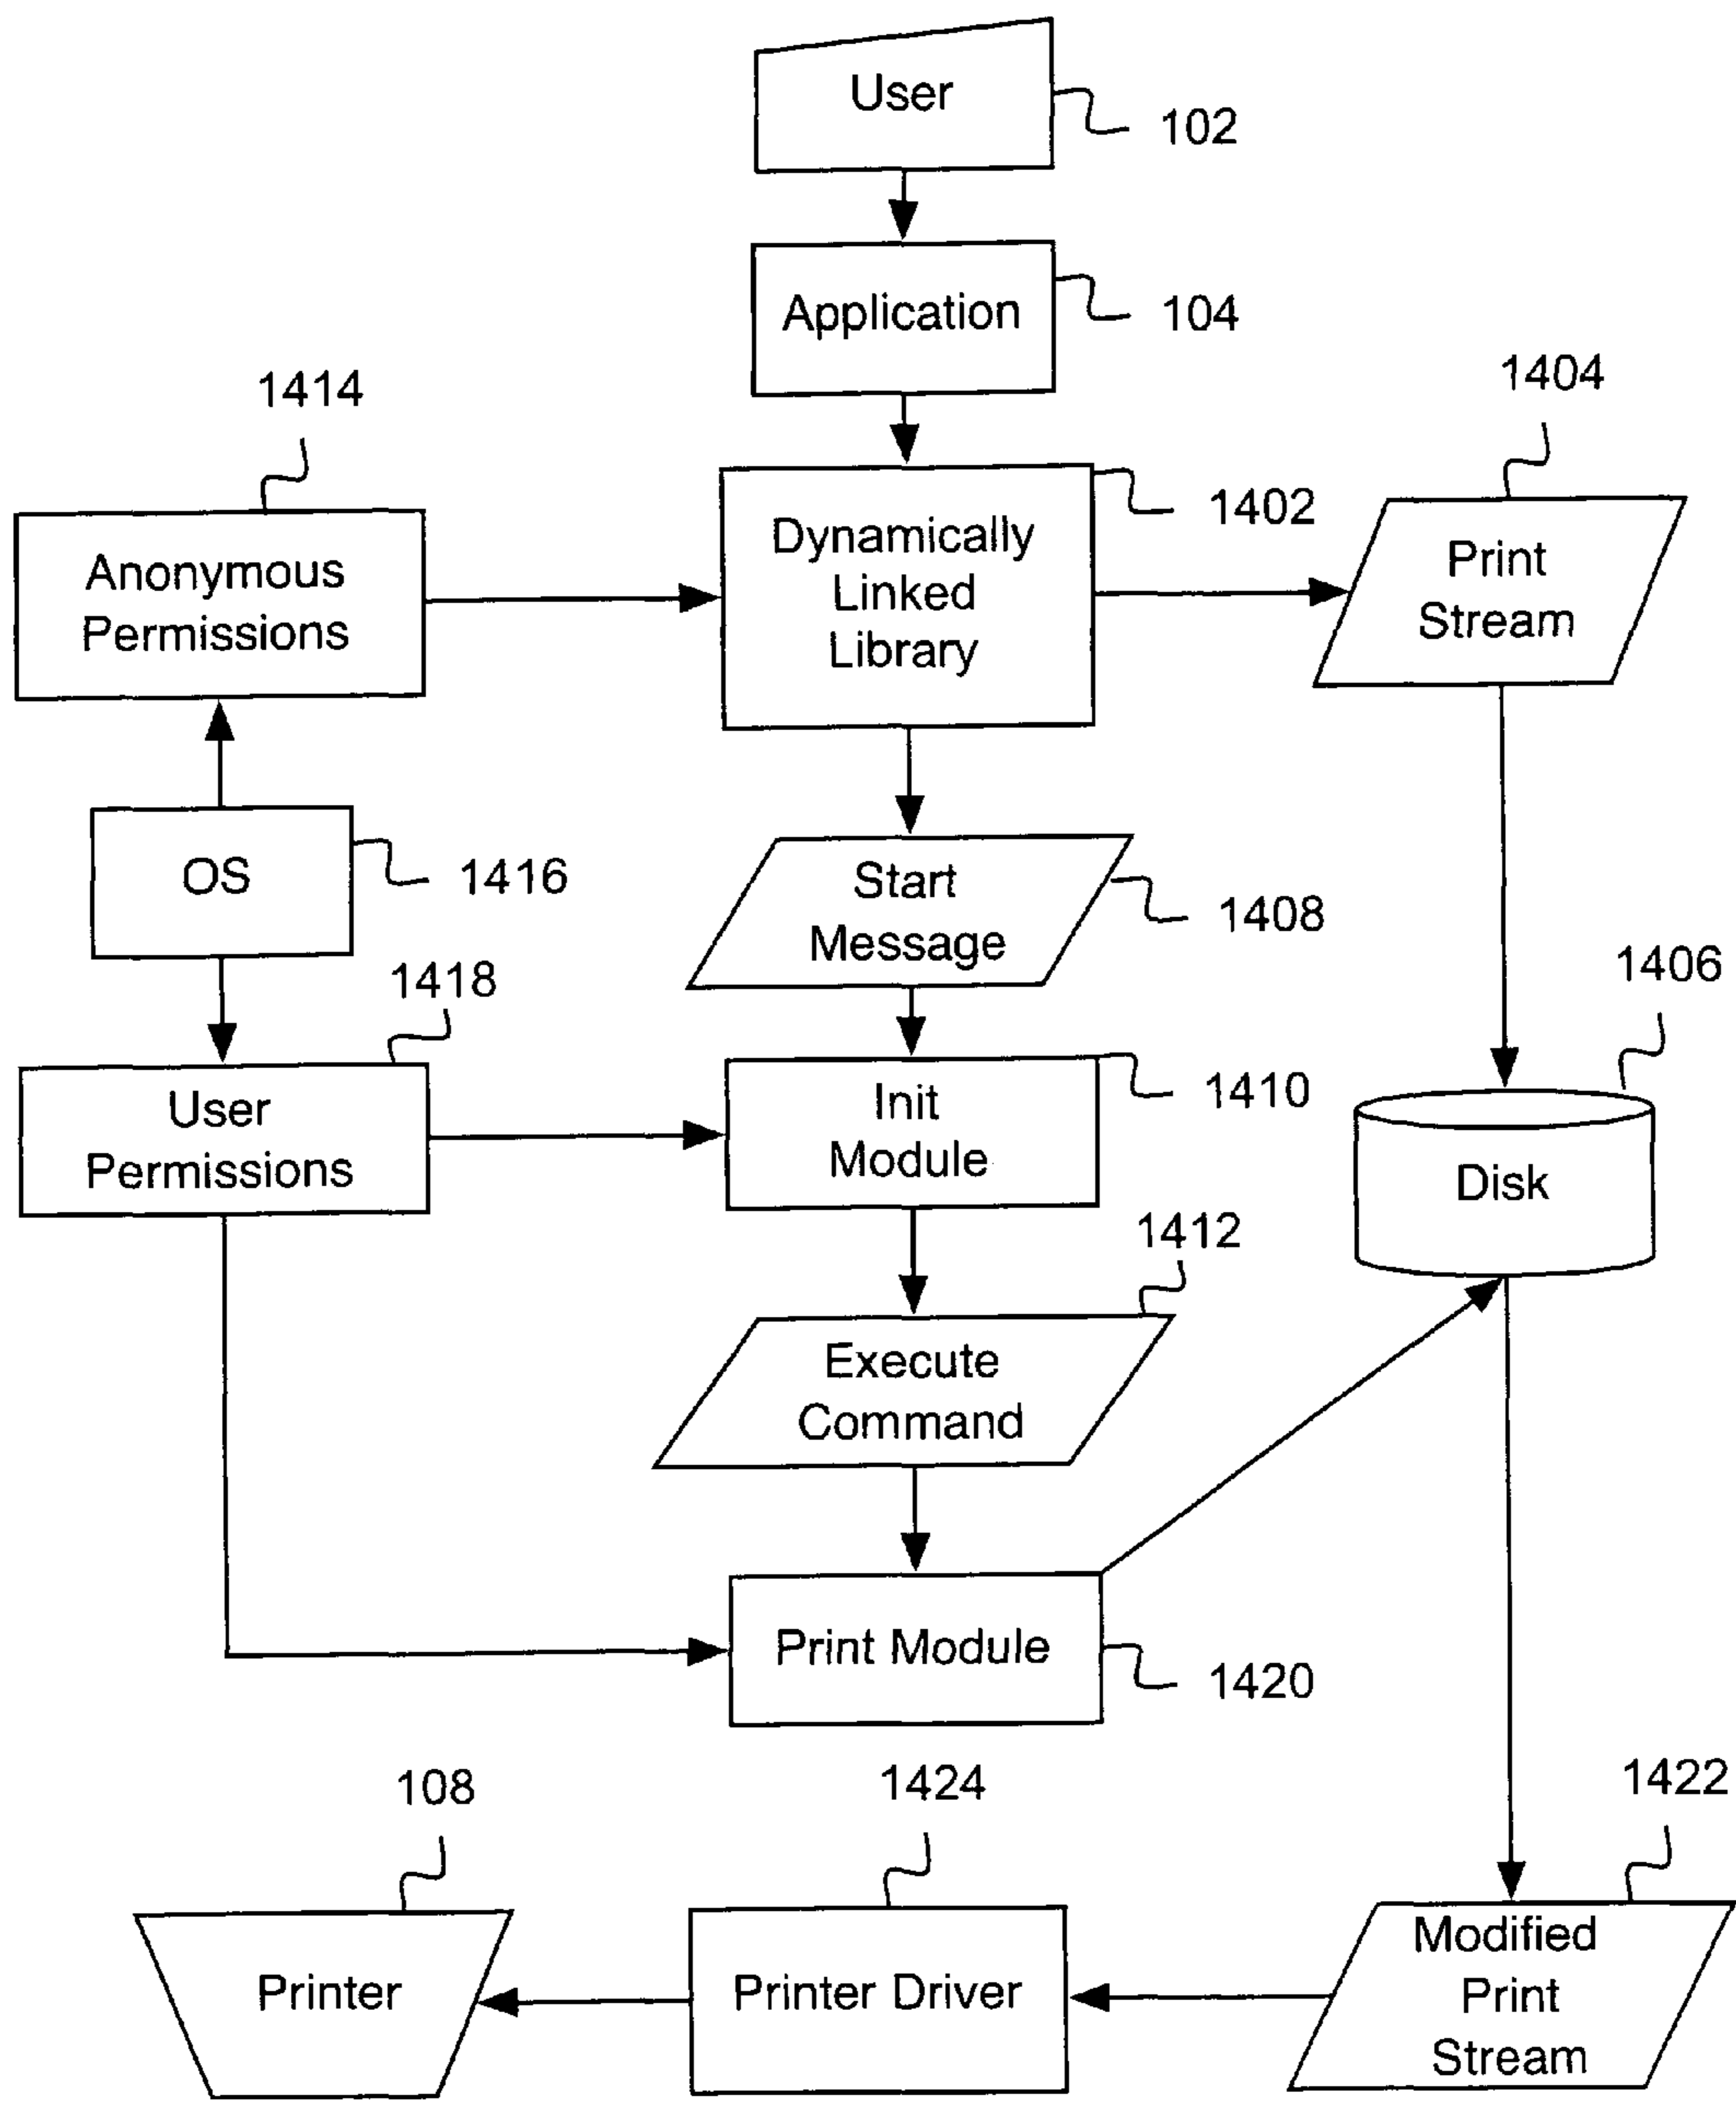 User
102
Application
104
1414
1404
Anonymous
Permissions
Dynamically
Linked
Library
1402
Print
Stream
OS
1416
Start
Message
1408
1418
1406
User
Permissions
Init
Module
1410
Disk
1412
Execute
Command
Print Module
1420
108
1424
1422
Printer
Printer Driver
Modified
Print
Stream